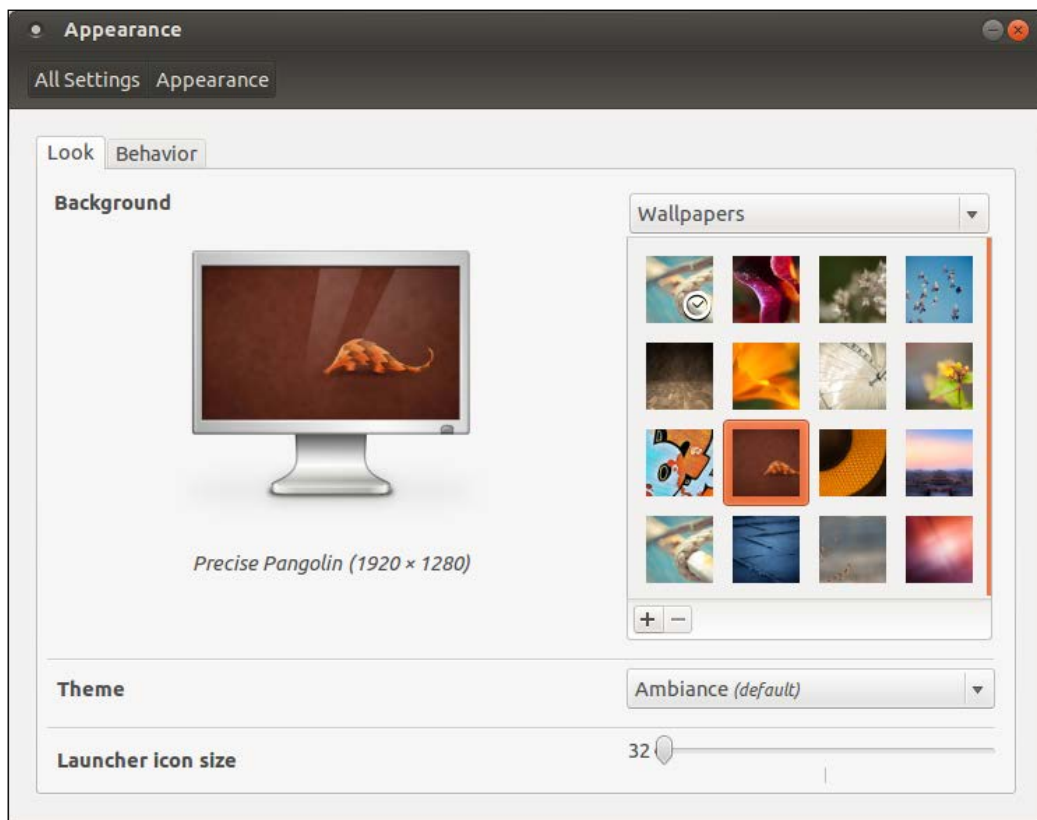 Appearance
All Settings Appearance
Look Behavior
Background
Wallpapers
Precise Pangolin (1920 × 1280)
Theme
Ambiance (default)
Launcher icon size
32